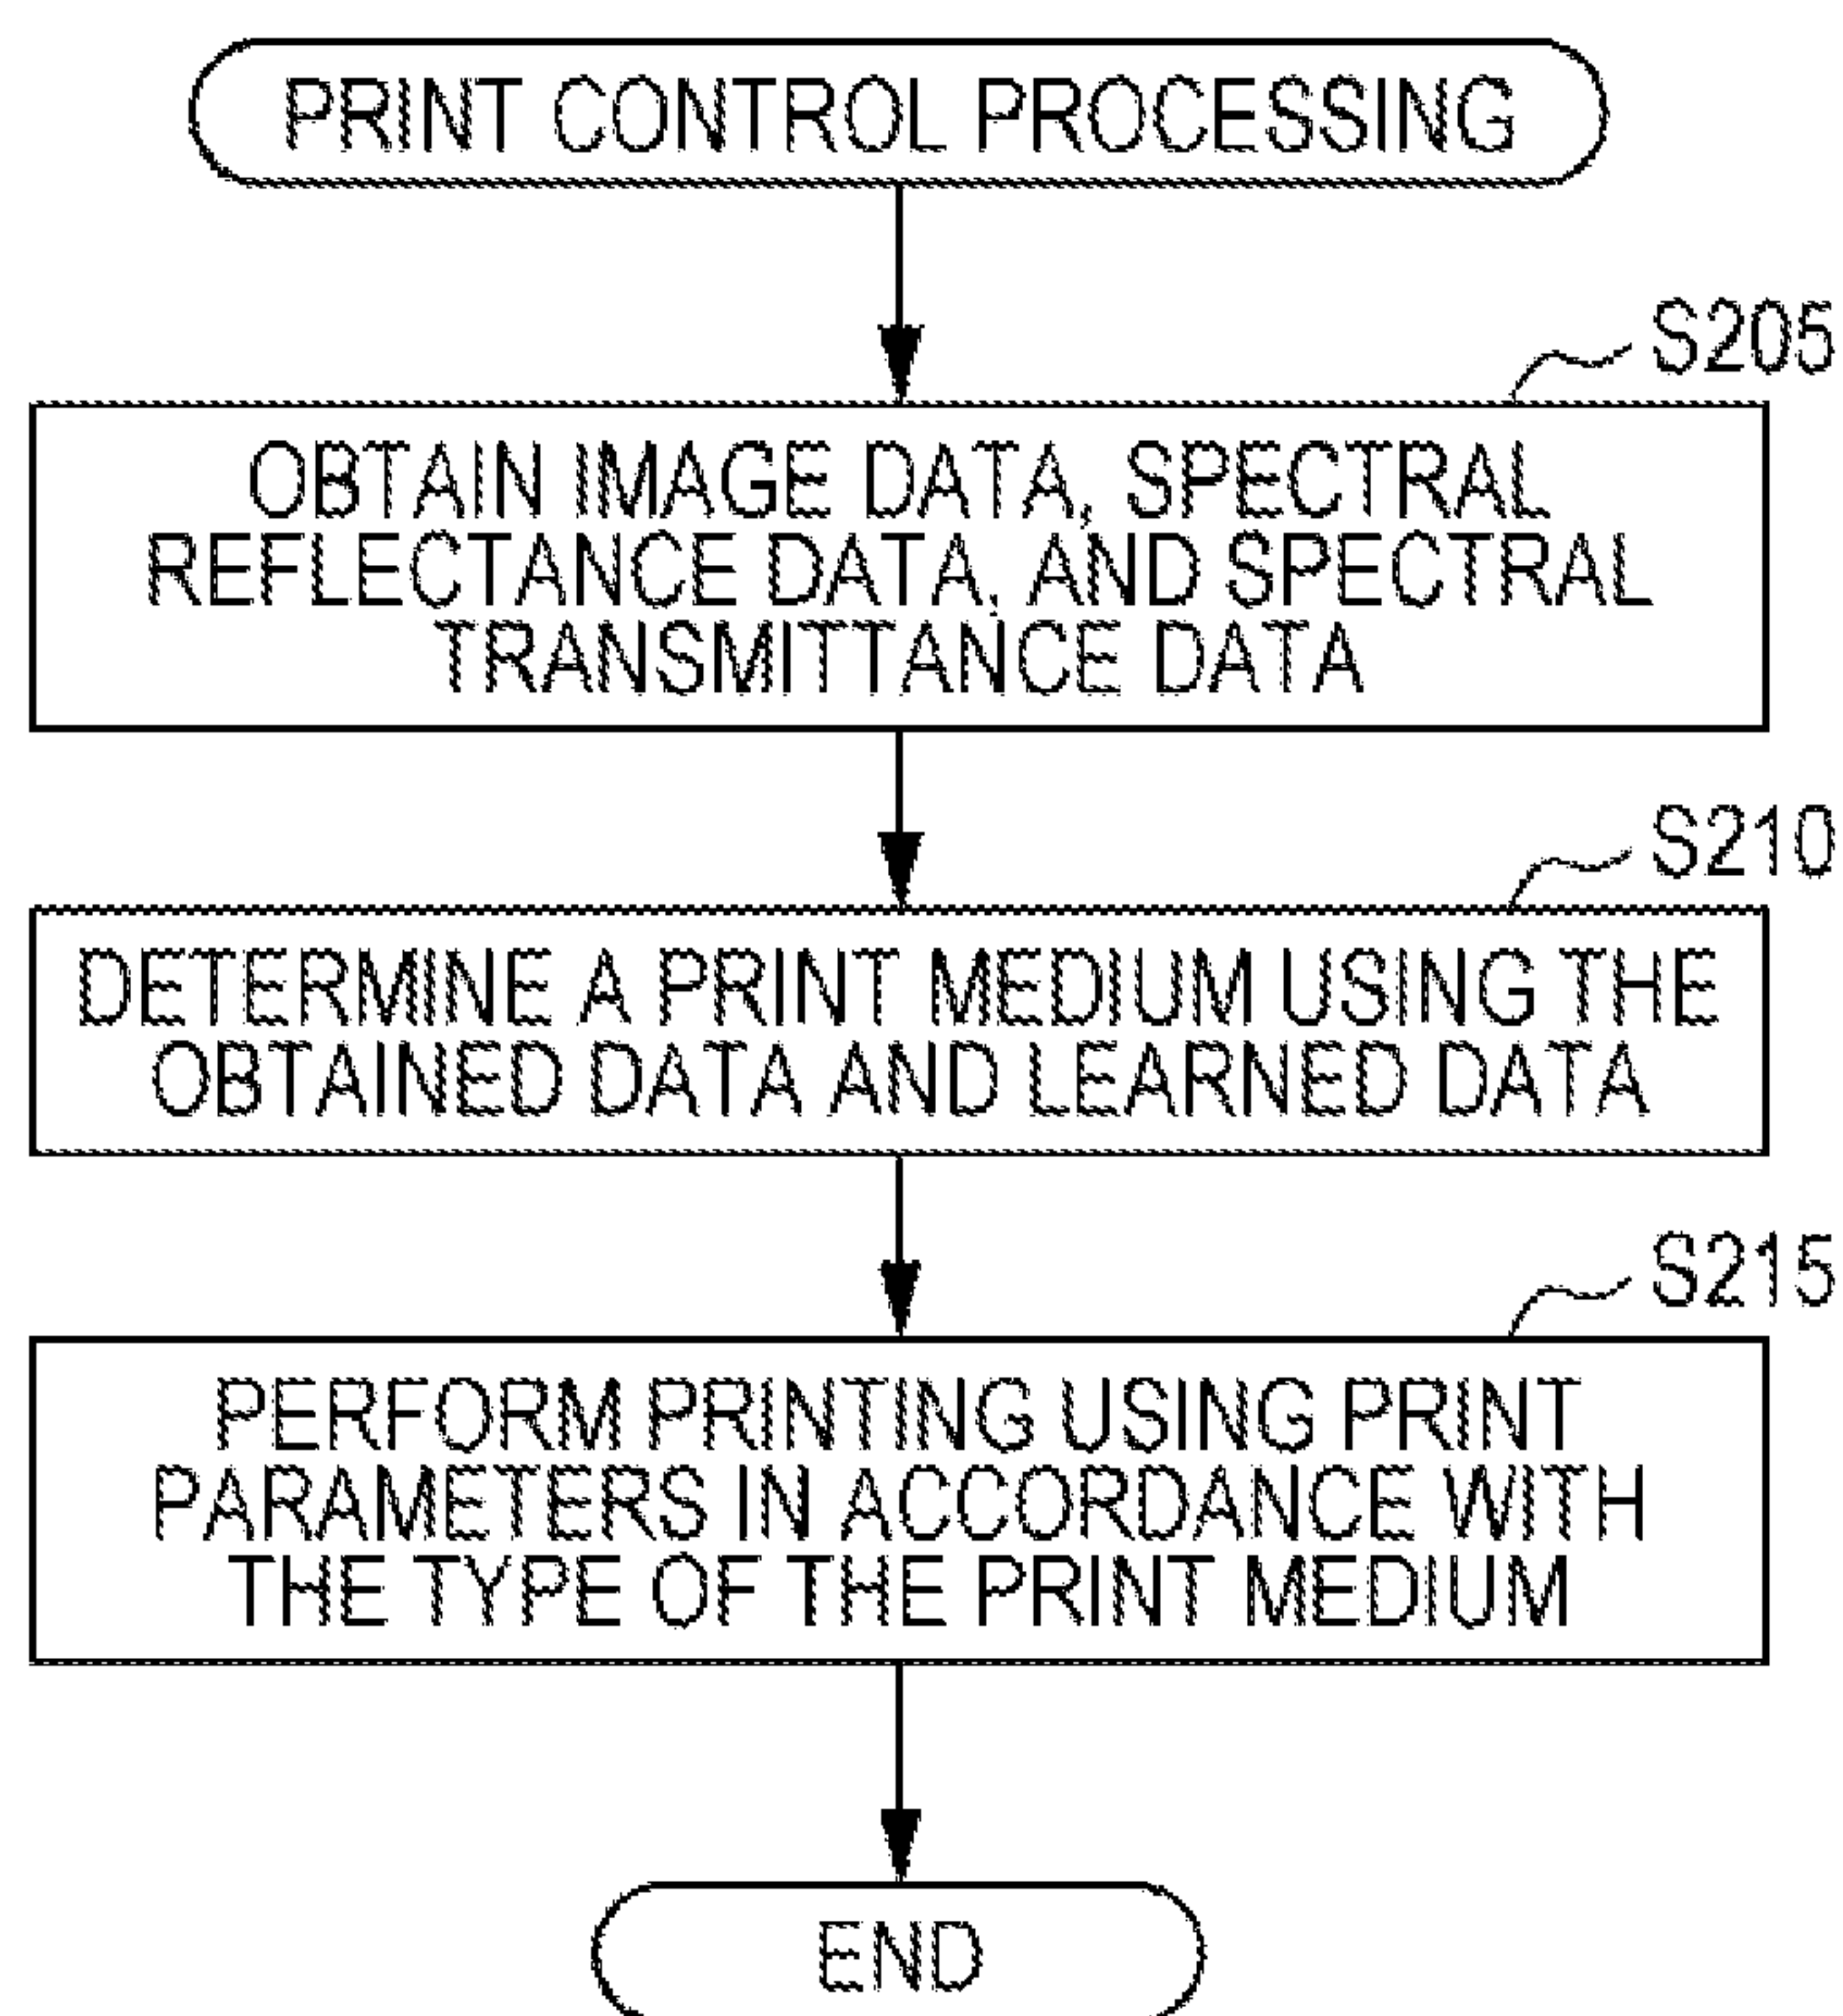 PRINT CONTROL PROCESSING
S205
OBTAIN IMAGE DATA, SPECTRAL
REFLECTANCE DATA, AND SPECTRAL
TRANSMITTANCE DATA
S210
DETERMINE A PRINT MEDIUM USING THE
OBTAINED DATA AND LEARNED DATA
S215
PERFORM PRINTING USING PRINT
PARAMETERS IN ACCORDANCE WITH
THE TYPE OF THE PRINT MEDIUM
END